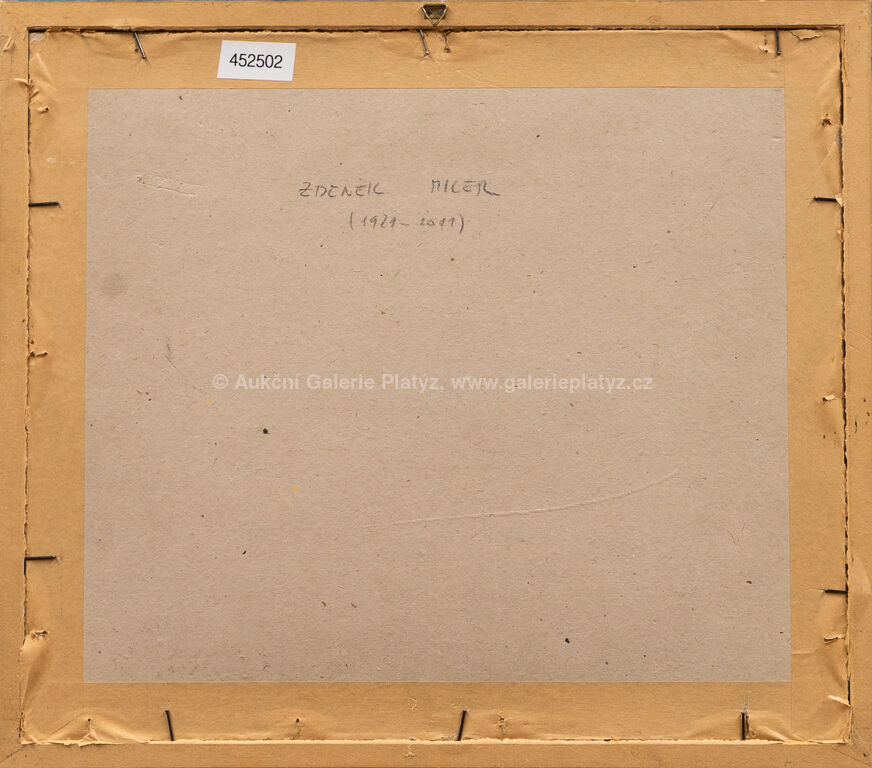 452502
ZDENĚK MILER
(1921-2011)
© Aukční Galerie Platýz, www.galerieplatyz.cz